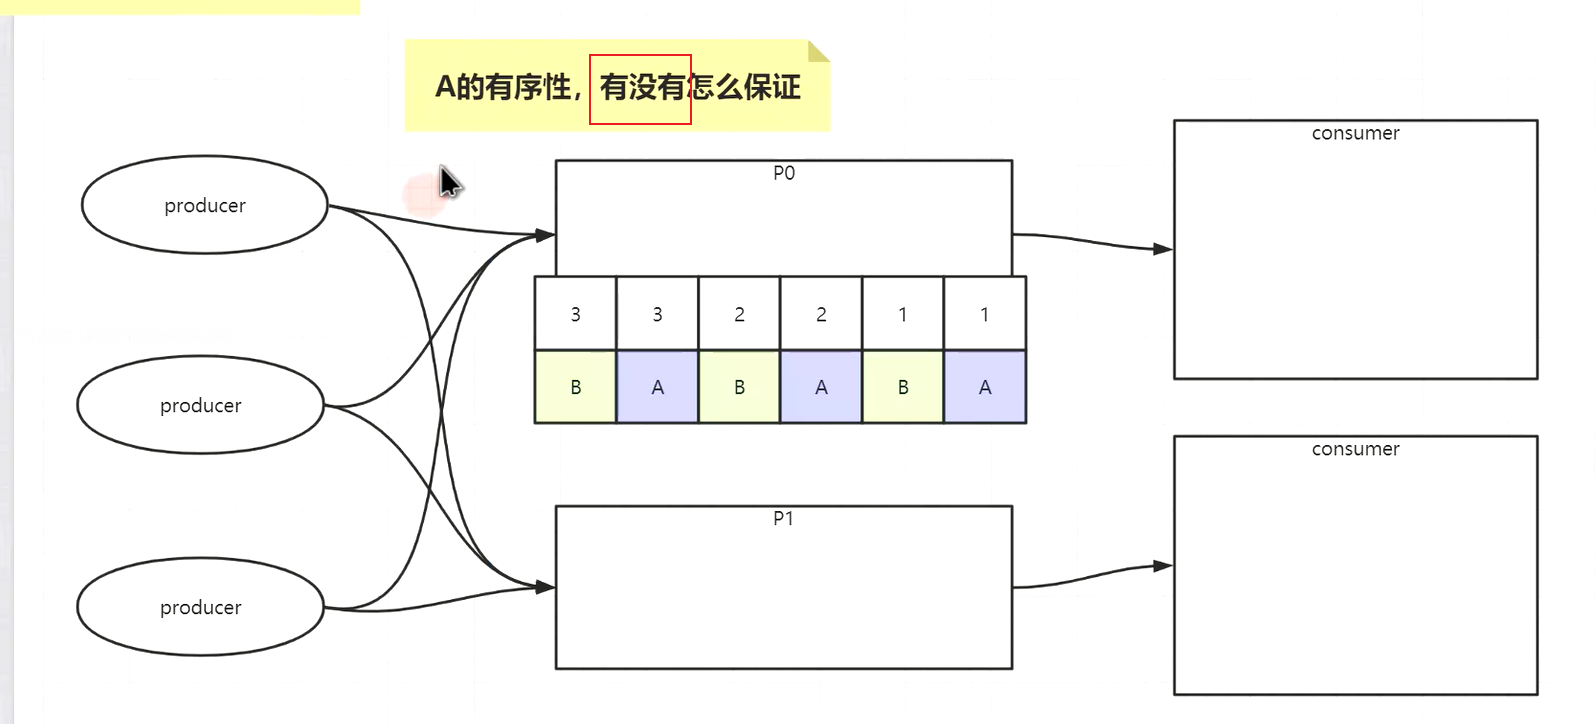 A的有序性，有没有怎么保证
consumer
P0
producer
3 3 2 2 1 1
B A B A B A
producer
consumer
P1
producer